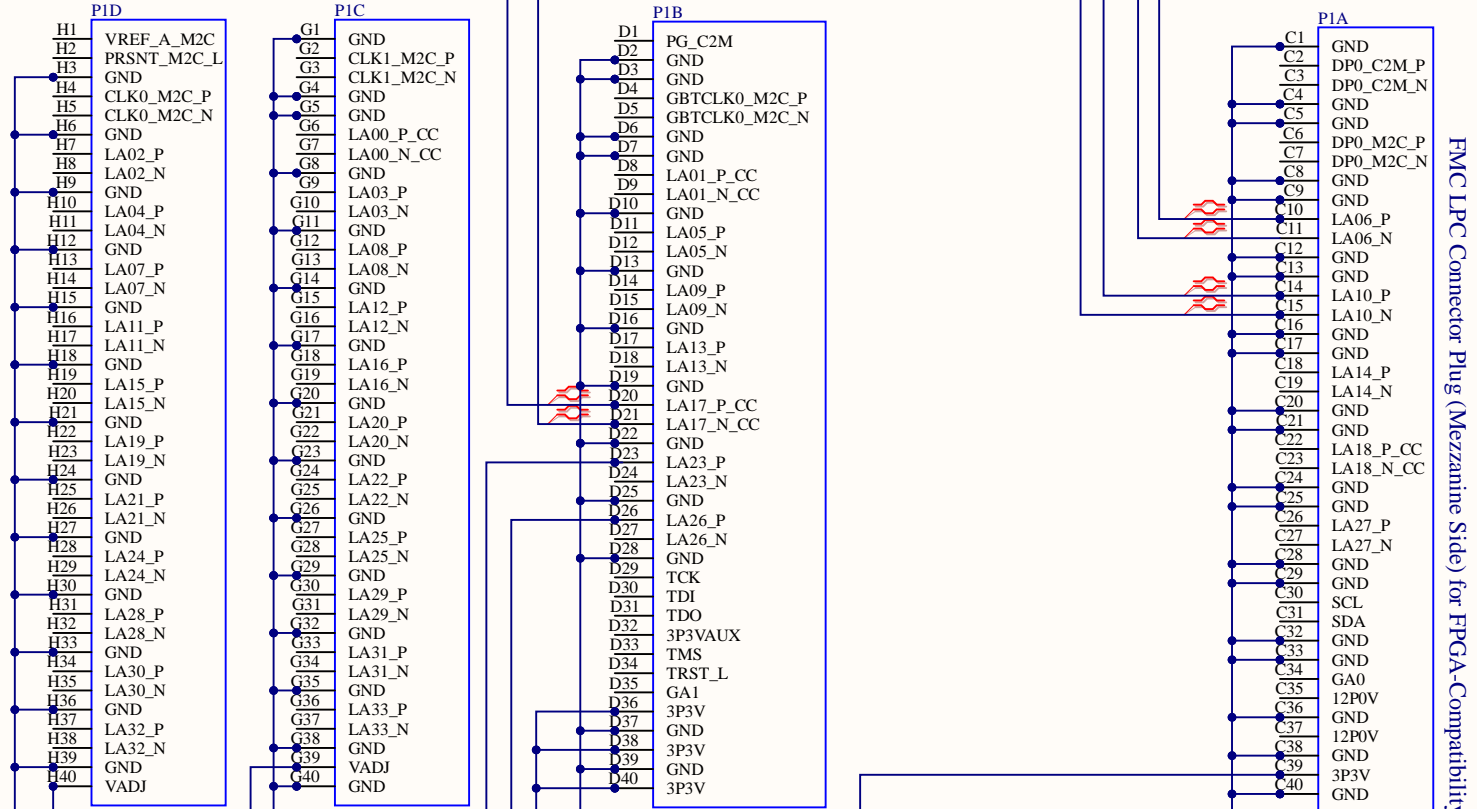 P1D
H1 VREF_A_M2C
H2 PRSNT_M2C_L
H3 GND
H4 CLK0_M2C_P
H5 CLK0_M2C_N
H6 GND
H7 LA02_P
H8 LA02_N
H9 GND
H10 LA04_P
H11 LA04_N
H12 GND
H13 LA07_P
H14 LA07_N
H15 GND
H16 LA11_P
H17 LA11_N
H18 GND
H19 LA15_P
H20 LA15_N
H21 GND
H22 LA19_P
H23 LA19_N
H24 GND
H25 LA21_P
H26 LA21_N
H27 GND
H28 LA24_P
H29 LA24_N
H30 GND
H31 LA28_P
H32 LA28_N
H33 GND
H34 LA30_P
H35 LA30_N
H36 GND
H37 LA32_P
H38 LA32_N
H39 GND
H40 VADJ
P1C
G1 GND
G2 CLK1_M2C_P
G3 CLK1_M2C_N
G4 GND
G5 GND
G6 LA00_P_CC
G7 LA00_N_CC
G8 GND
G9 LA03_P
G10 LA03_N
G11 GND
G12 LA08_P
G13 LA08_N
G14 GND
G15 LA12_P
G16 LA12_N
G17 GND
G18 LA16_P
G19 LA16_N
G20 GND
G21 LA20_P
G22 LA20_N
G23 GND
G24 LA22_P
G25 LA22_N
G26 GND
G27 LA25_P
G28 LA25_N
G29 GND
G30 LA29_P
G31 LA29_N
G32 GND
G33 LA31_P
G34 LA31_N
G35 GND
G36 LA33_P
G37 LA33_N
G38 GND
G39 VADJ
G40 GND
P1B
D1 PG_C2M
D2 GND
D3 GND
D4 GBTCLK0_M2C_P
D5 GBTCLK0_M2C_N
D6 GND
D7 GND
D8 LA01_P_CC
D9 LA01_N_CC
D10 GND
D11 LA05_P
D12 LA05_N
D13 GND
D14 LA09_P
D15 LA09_N
D16 GND
D17 LA13_P
D18 LA13_N
D19 GND
D20 LA17_P_CC
D21 LA17_N_CC
D22 GND
D23 LA23_P
D24 LA23_N
D25 GND
D26 LA26_P
D27 LA26_N
D28 GND
D29 TCK
D30 TDI
D31 TDO
D32 3P3VAUX
D33 TMS
D34 TRST_L
D35 GA1
D36 3P3V
D37 GND
D38 3P3V
D39 GND
D40 3P3V
P1A
C1 GND
C2 DP0_C2M_P
C3 DP0_C2M_N
C4 GND
C5 GND
C6 DP0_M2C_P
C7 DP0_M2C_N
C8 GND
C9 GND
C10 LA06_P
C11 LA06_N
C12 GND
C13 GND
C14 LA10_P
C15 LA10_N
C16 GND
C17 GND
C18 LA14_P
C19 LA14_N
C20 GND
C21 GND
C22 LA18_P_CC
C23 LA18_N_CC
C24 GND
C25 GND
C26 LA27_P
C27 LA27_N
C28 GND
C29 GND
C30 SCL
C31 SDA
C32 GND
C33 GND
C34 GA0
C35 12P0V
C36 GND
C37 12P0V
C38 GND
C39 3P3V
C40 GND
FMC LPC Connector Plug (Mezzanine Side) for FPGA-Compatibility